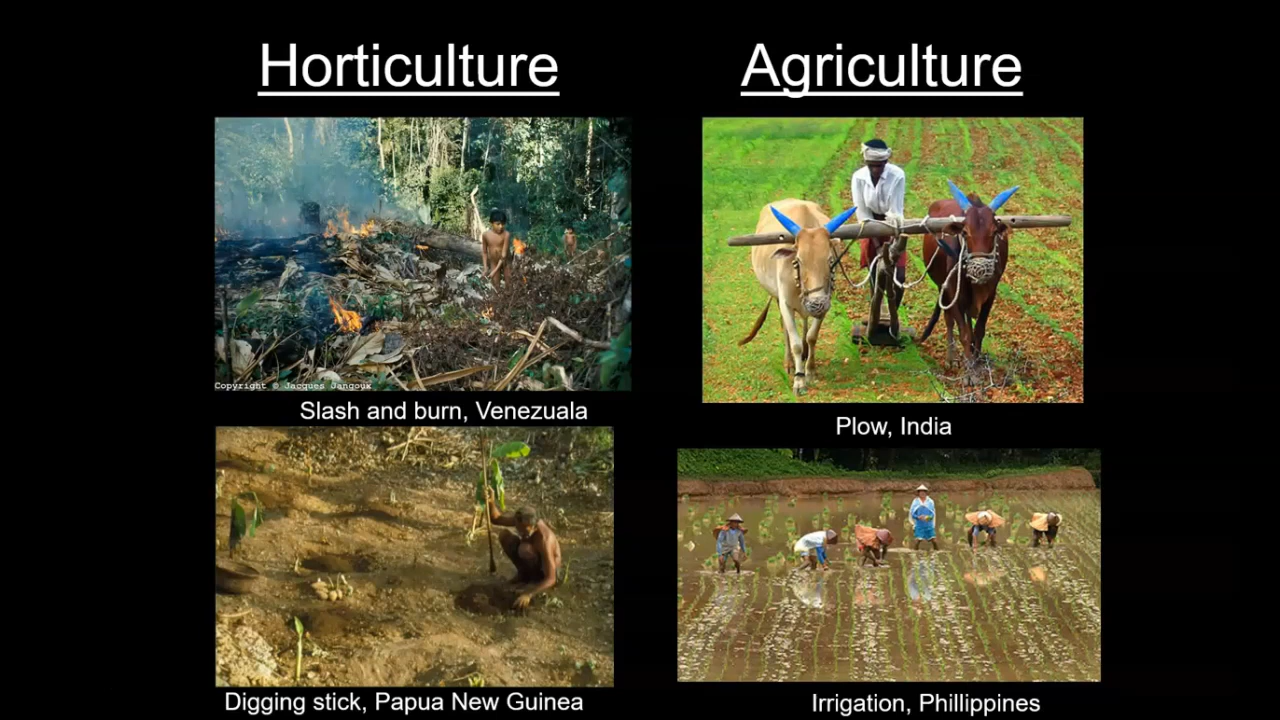 Horticulture
Agriculture
Copyright © Jacques Jangoux
Slash and burn, Venezuala
Plow, India
Digging stick, Papua New Guinea
Irrigation, Phillippines